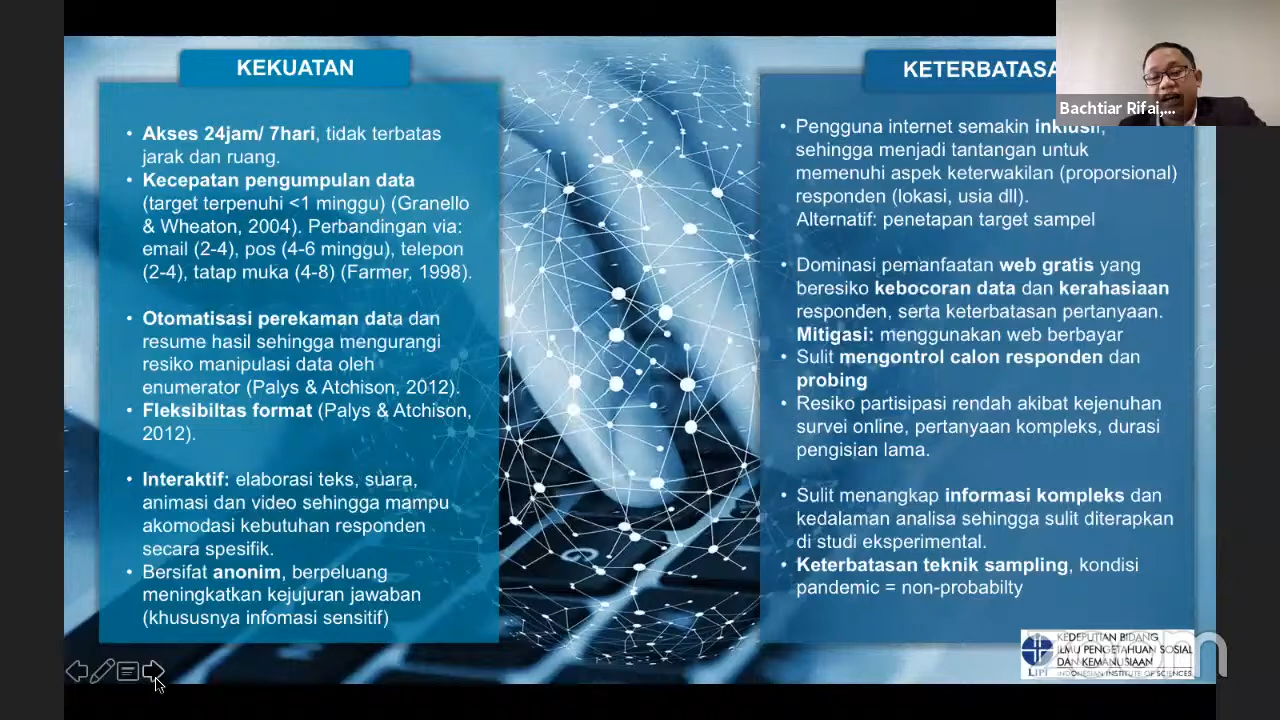 KEKUATAN
• Akses 24jam/ 7hari, tidak terbatas
jarak dan ruang.
• Kecepatan pengumpulan data
(target terpenuhi <1 minggu) (Granello
& Wheaton, 2004). Perbandingan via:
email (2-4), pos (4-6 minggu), telepon
(2-4), tatap muka (4-8) (Farmer, 1998).
• Otomatisasi perekaman data dan
resume hasil sehingga mengurangi
resiko manipulasi data oleh
enumerator (Palys & Atchison, 2012).
• Fleksibiltas format (Palys & Atchison,
2012).
• Interaktif: elaborasi teks, suara,
animasi dan video sehingga mampu
akomodasi kebutuhan responden
secara spesifik.
• Bersifat anonim, berpeluang
meningkatkan kejujuran jawaban
(khususnya infomasi sensitif)
KETERBATASA
Bachtiar Rifai,...
• Pengguna internet semakin inklusif,
sehingga menjadi tantangan untuk
memenuhi aspek keterwakilan (proporsional)
responden (lokasi, usia dll).
Alternatif: penetapan target sampel
• Dominasi pemanfaatan web gratis yang
beresiko kebocoran data dan kerahasiaan
responden, serta keterbatasan pertanyaan.
Mitigasi: menggunakan web berbayar
• Sulit mengontrol calon responden dan
probing
• Resiko partisipasi rendah akibat kejenuhan
survei online, pertanyaan kompleks, durasi
pengisian lama.
• Sulit menangkap informasi kompleks dan
kedalaman analisa sehingga sulit diterapkan
di studi eksperimental.
• Keterbatasan teknik sampling, kondisi
pandemic = non-probabilty
LIPI
KEDEPUTIAN BIDANG
ILMU PENGETAHUAN SOSIAL
DAN KEMANUSIAAN
INDONESIAN INSTITUTE OF SCIENCES